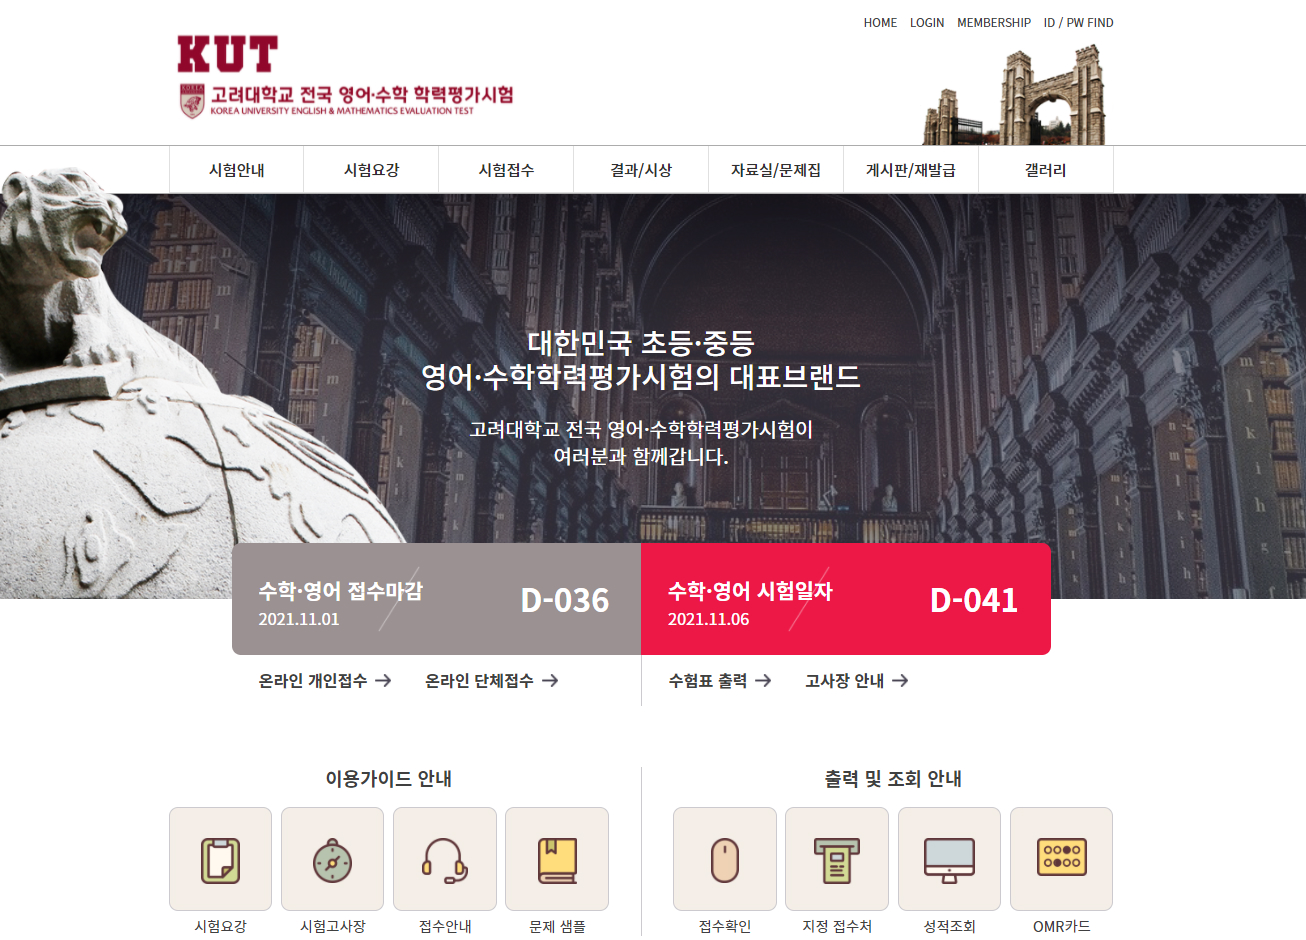 HOME LOGIN MEMBERSHIP ID / PW FIND
KUT
고려대학교 전국 영어·수학 학력평가시험
KOREA UNIVERSITY ENGLISH & MATHEMATICS EVALUATION TEST
시험안내 시험요강 시험접수 결과/시상 자료실/문제집 게시판/재발급 갤러리
대한민국 초등·중등
영어·수학학력평가시험의 대표브랜드
고려대학교 전국 영어·수학학력평가시험이
여러분과 함께갑니다.
수학·영어 접수마감
2021.11.01
D-036
수학·영어 시험일자
2021.11.06
D-041
온라인 개인접수 온라인 단체접수
수험표 출력 고사장 안내
이용가이드 안내
시험요강 시험고사장 접수안내 문제 샘플
출력 및 조회 안내
접수확인 지정 접수처 성적조회 OMR카드